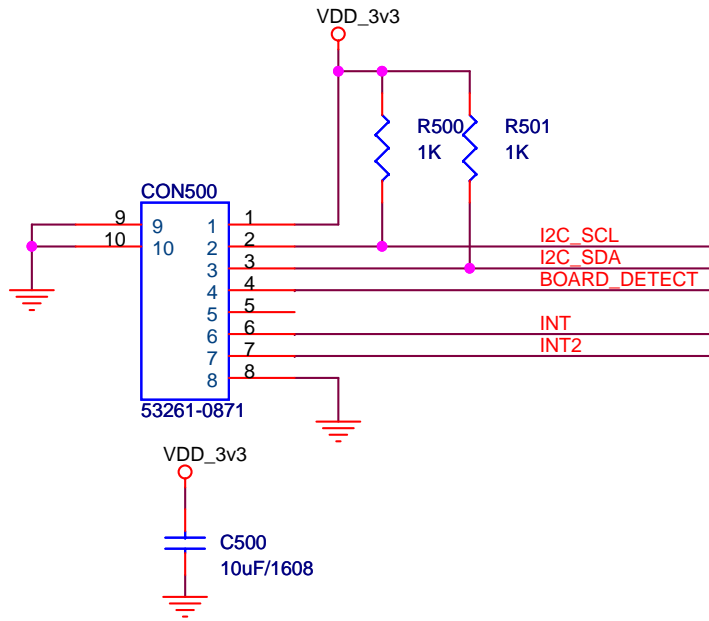 VDD_3v3
R500
1K
R501
1K
CON500
9
9
1
1
10
10
2
2
I2C_SCL
3
3
I2C_SDA
4
4
BOARD_DETECT
5
5
6
6
INT
7
7
INT2
8
8
53261-0871
VDD_3v3
C500
10uF/1608